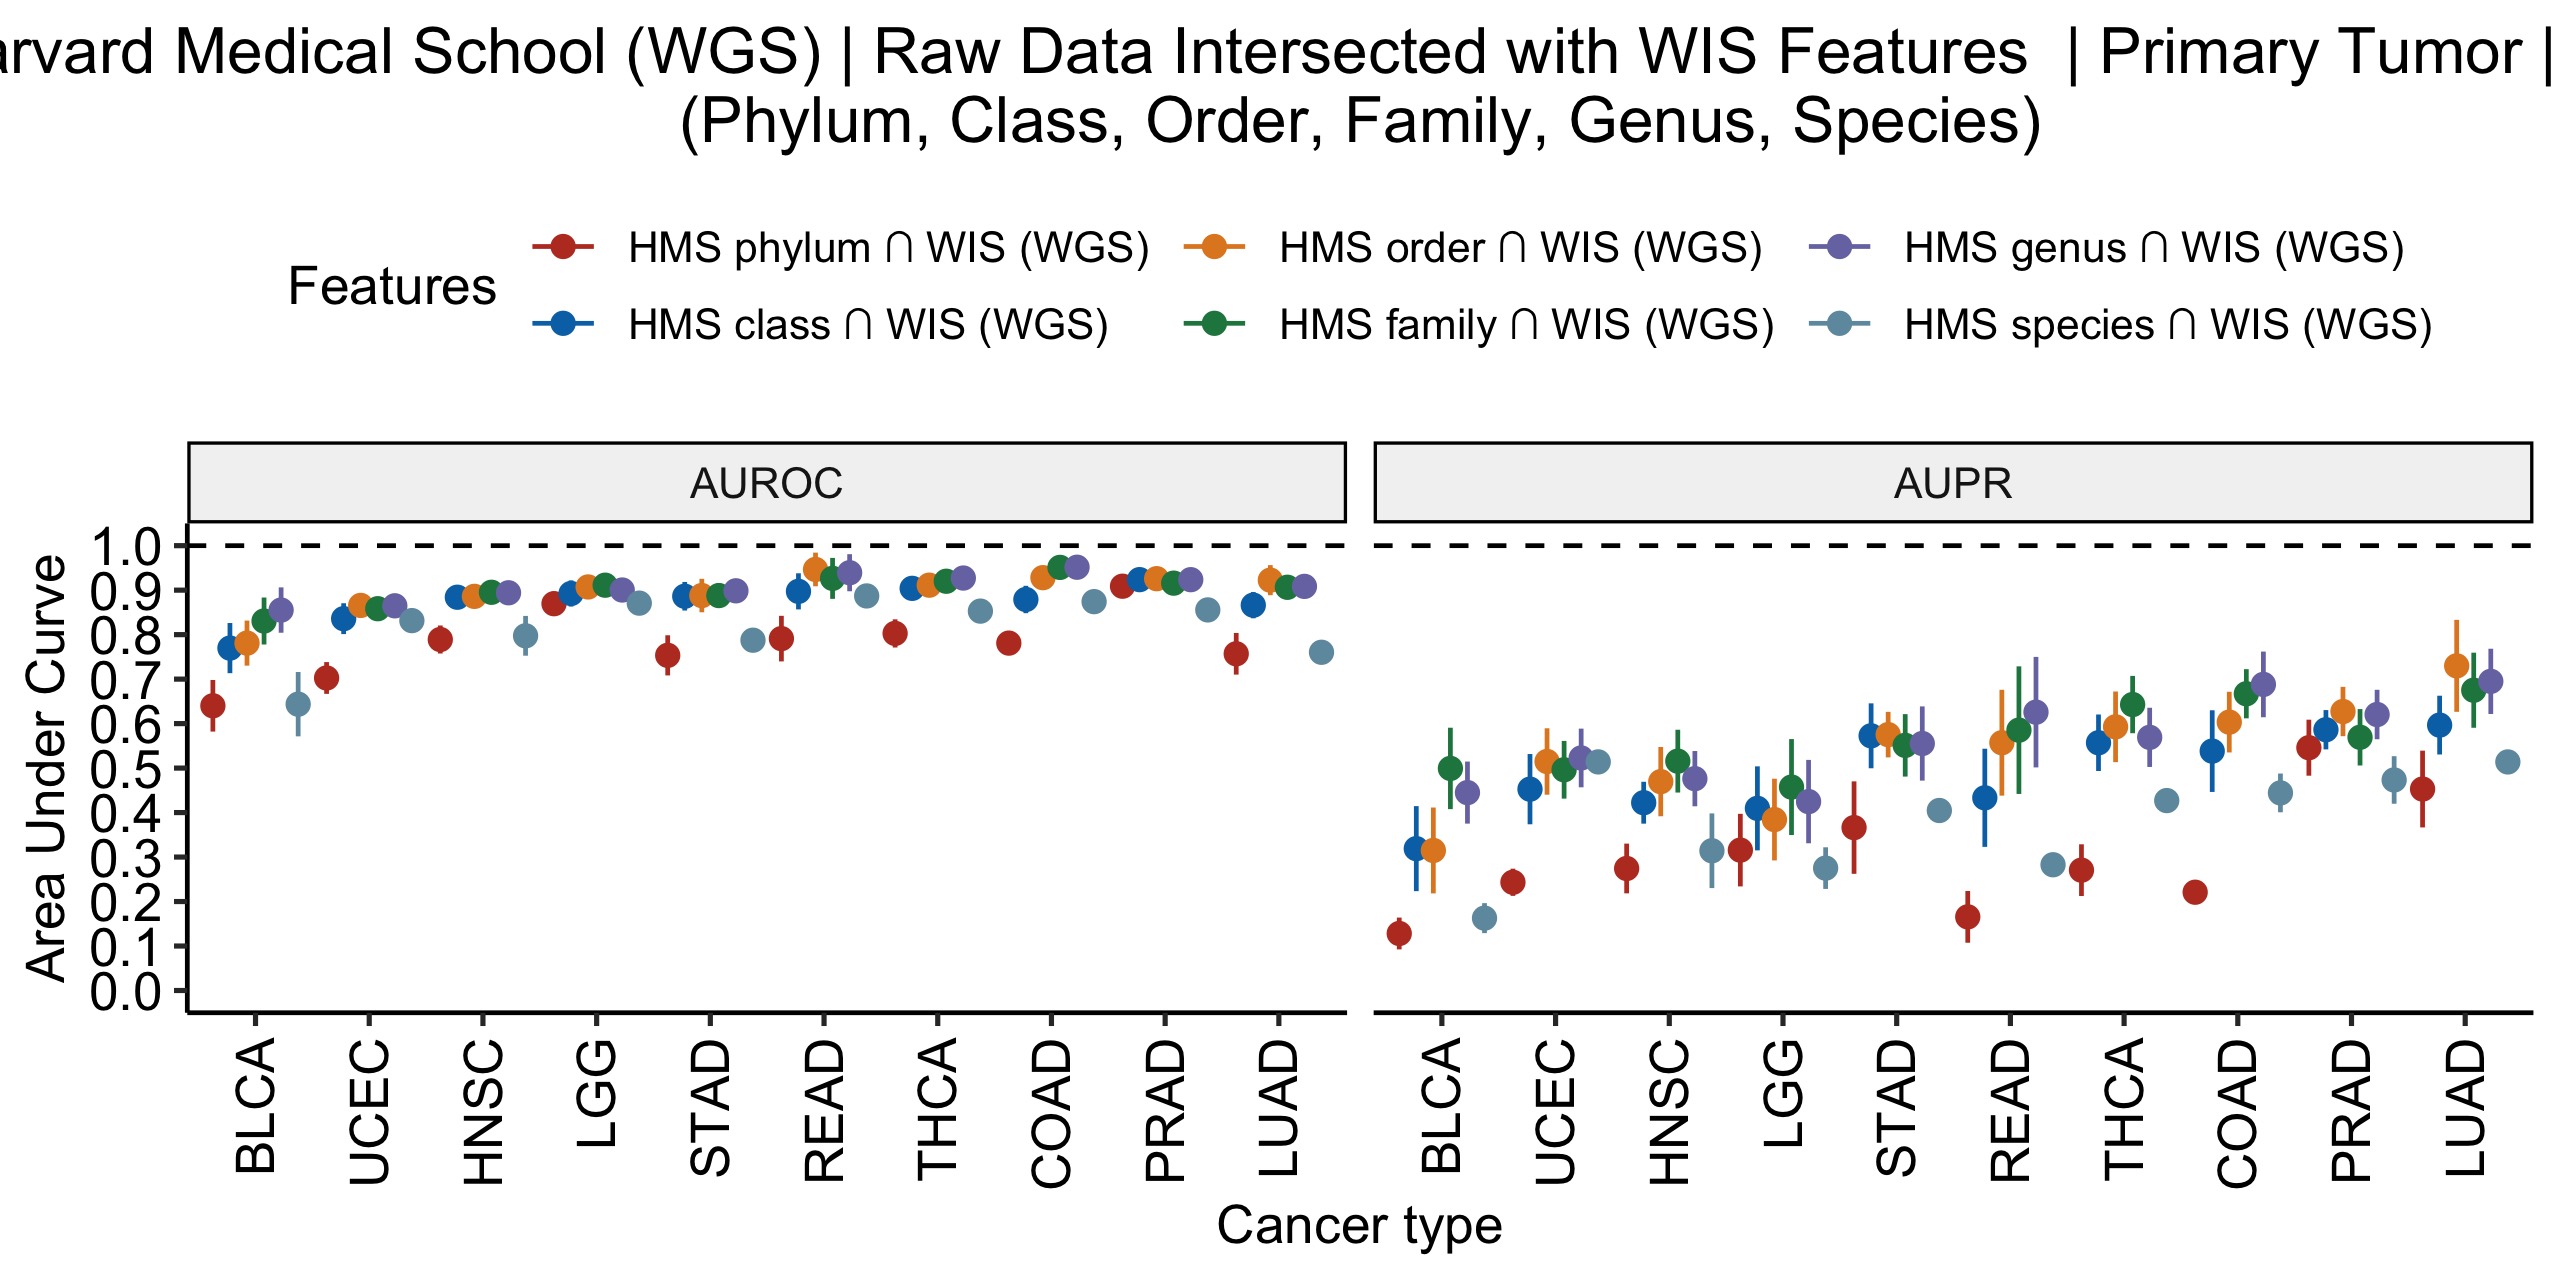 arvard Medical School (WGS) | Raw Data Intersected with WIS Features | Primary Tumor |
(Phylum, Class, Order, Family, Genus, Species)
Features
HMS phylum ∩ WIS (WGS)
HMS order ∩ WIS (WGS)
HMS genus ∩ WIS (WGS)
HMS class ∩ WIS (WGS)
HMS family ∩ WIS (WGS)
HMS species ∩ WIS (WGS)
AUROC
AUPR
Area Under Curve
1.0
0.9
0.8
0.7
0.6
0.5
0.4
0.3
0.2
0.1
0.0
BLCA
UCEC
HNSC
LGG
STAD
READ
THCA
COAD
PRAD
LUAD
BLCA
UCEC
HNSC
LGG
STAD
READ
THCA
COAD
PRAD
LUAD
Cancer type